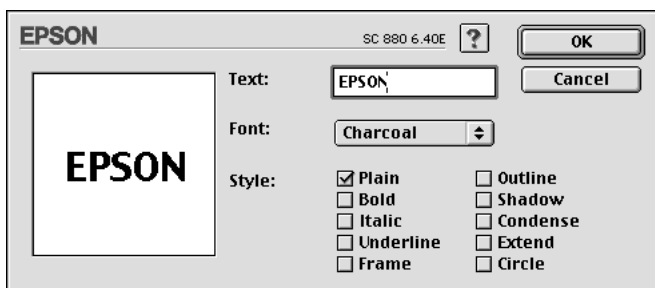 EPSON
SC 880 6.40E ? OK
Text: EPSON Cancel
Font: Charcoal
EPSON
Style: Plain Outline
Bold Shadow
Italic Condense
Underline Extend
Frame Circle